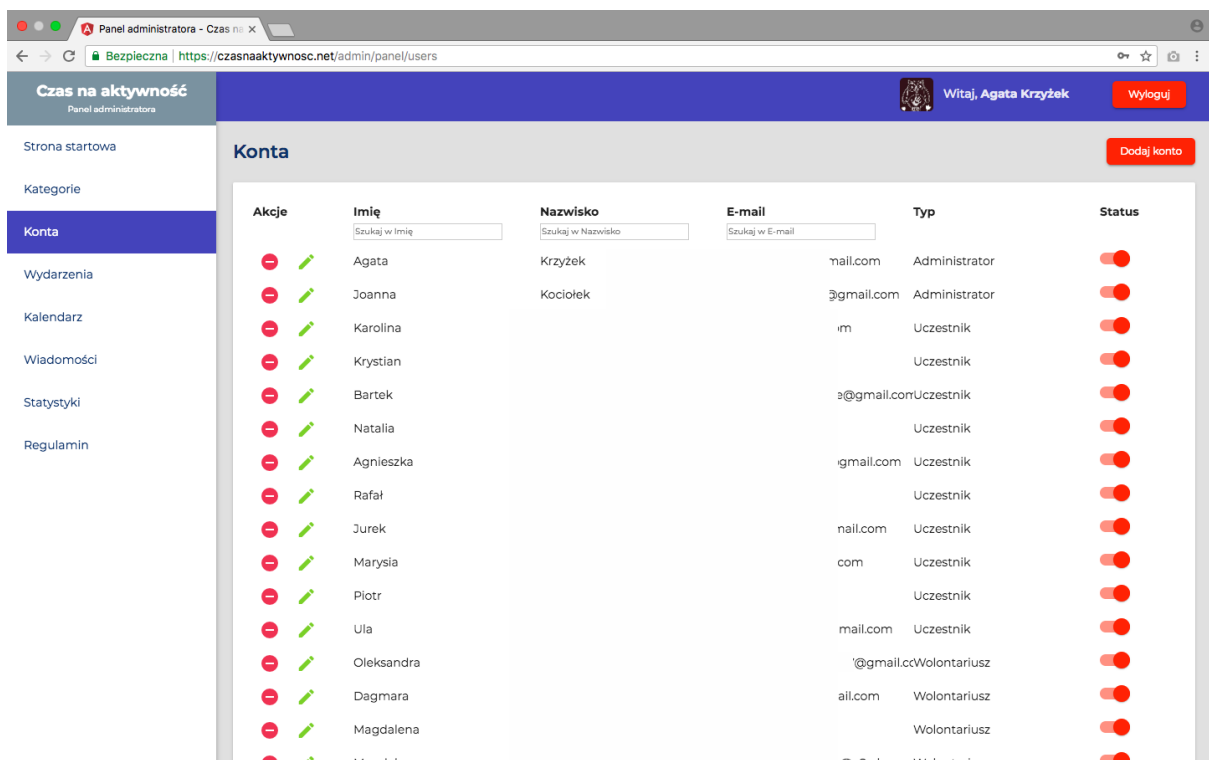 Panel administratora - Czas na
Bezpieczna https://czasnaaktywnosc.net/admin/panel/users
Czas na aktywność
Panel administratora
Witaj, Agata Krzyżek
Wyloguj
Strona startowa
Kategorie
Konta
Wydarzenia
Kalendarz
Wiadomości
Statystyki
Regulamin
Konta
Dodaj konto
Akcje Imię Nazwisko E-mail Typ Status
Szukaj w Imię Szukaj w Nazwisko Szukaj w E-mail
Agata Krzyżek mail.com Administrator
Joanna Kociołek @gmail.com Administrator
Karolina m Uczestnik
Krystian Uczestnik
Bartek e@gmail.com Uczestnik
Natalia Uczestnik
Agnieszka gmail.com Uczestnik
Rafał Uczestnik
Jurek mail.com Uczestnik
Marysia com Uczestnik
Piotr Uczestnik
Ula mail.com Uczestnik
Oleksandra @gmail.cc Wolontariusz
Dagmara ail.com Wolontariusz
Magdalena Wolontariusz